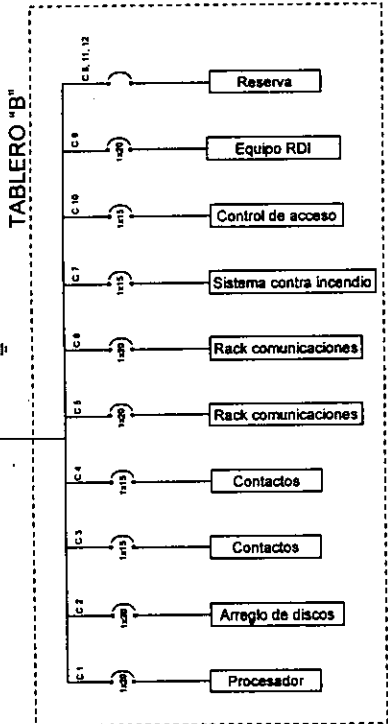 TABLERO "B"
C 8, 11, 12
Reserva
C 9
1x20
Equipo RDI
C 10
1x15
Control de acceso
C 7
1x15
Sistema contra incendio
C 6
1x20
Rack comunicaciones
C 5
1x20
Rack comunicaciones
C 4
1x15
Contactos
C 3
1x15
Contactos
C 2
1x30
Arreglo de discos
C 1
1x30
Procesador